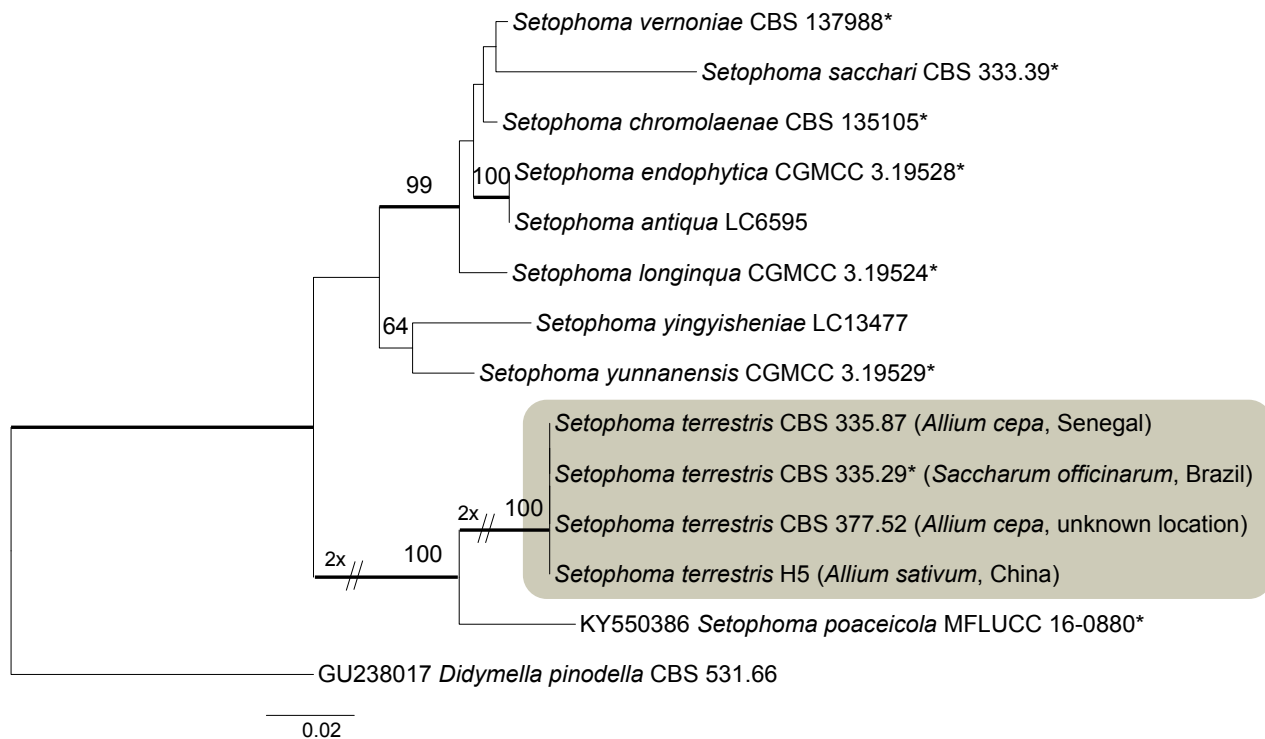 Setophoma vernoniae CBS 137988*
Setophoma sacchari CBS 333.39*
Setophoma chromolaenae CBS 135105*
100
Setophoma endophytica CGMCC 3.19528*
99
Setophoma antiqua LC6595
Setophoma longinqua CGMCC 3.19524*
64
Setophoma yingyisheniae LC13477
Setophoma yunnanensis CGMCC 3.19529*
Setophoma terrestris CBS 335.87 (Allium cepa, Senegal)
Setophoma terrestris CBS 335.29* (Saccharum officinarum, Brazil)
2x
100
Setophoma terrestris CBS 377.52 (Allium cepa, unknown location)
2x
100
Setophoma terrestris H5 (Allium sativum, China)
KY550386 Setophoma poaceicola MFLUCC 16-0880*
GU238017 Didymella pinodella CBS 531.66
0.02